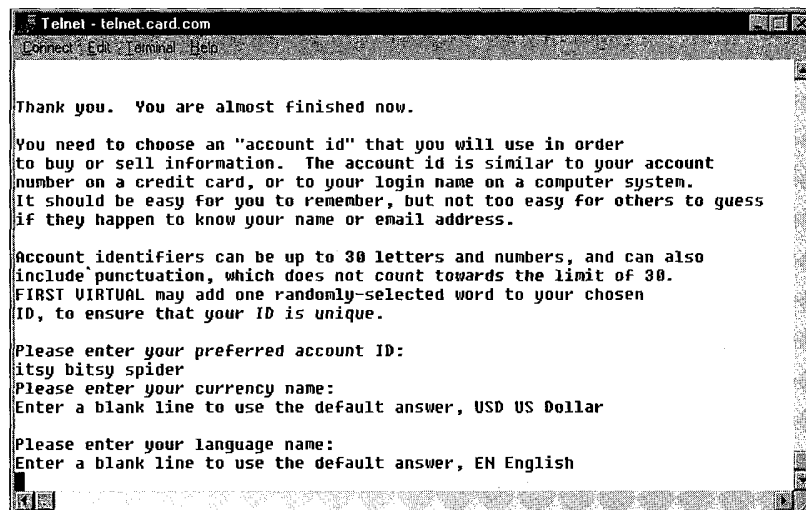 Telnet - telnet.card.com
Connect Edit Terminal Help
Thank you.  You are almost finished now.
You need to choose an "account id" that you will use in order
to buy or sell information.  The account id is similar to your account
number on a credit card, or to your login name on a computer system.
It should be easy for you to remember, but not too easy for others to guess
if they happen to know your name or email address.
Account identifiers can be up to 30 letters and numbers, and can also
include punctuation, which does not count towards the limit of 30.
FIRST VIRTUAL may add one randomly-selected word to your chosen
ID, to ensure that your ID is unique.
Please enter your preferred account ID:
itsy bitsy spider
Please enter your currency name:
Enter a blank line to use the default answer, USD US Dollar
Please enter your language name:
Enter a blank line to use the default answer, EN English